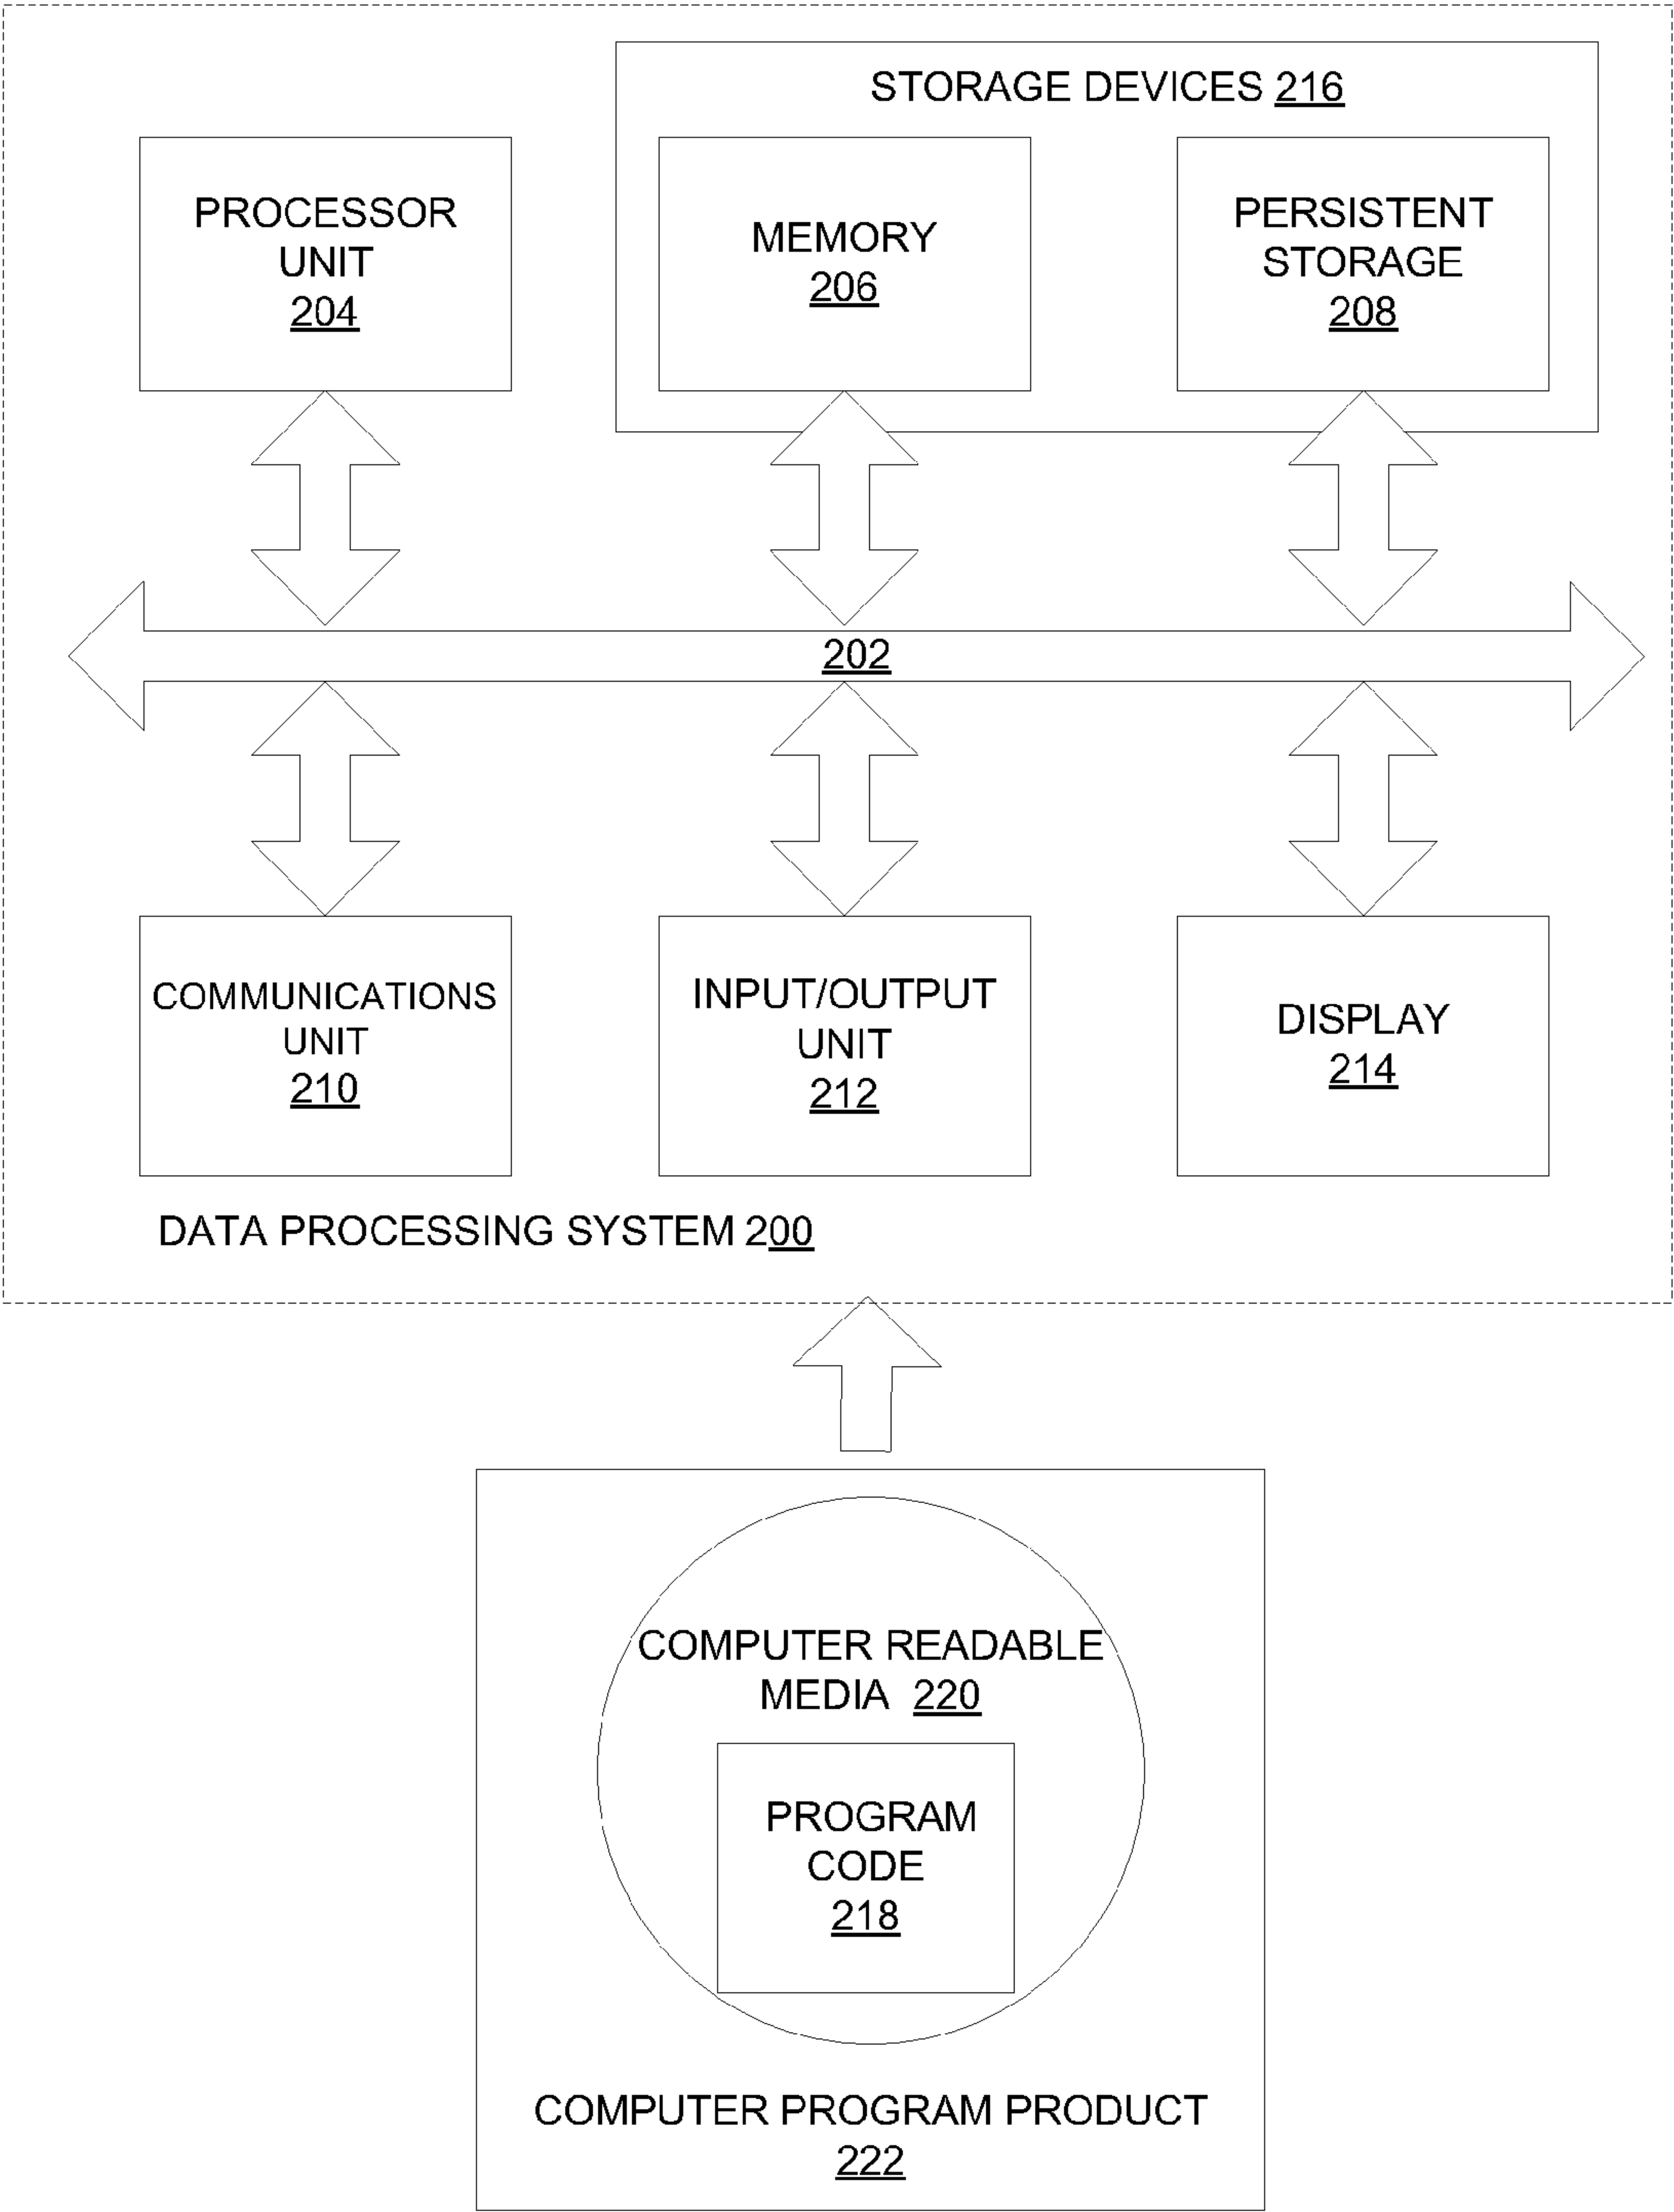 STORAGE DEVICES 216
PROCESSOR
UNIT
204
MEMORY
206
PERSISTENT
STORAGE
208
202
COMMUNICATIONS
UNIT
210
INPUT/OUTPUT
UNIT
212
DISPLAY
214
DATA PROCESSING SYSTEM 200
COMPUTER READABLE
MEDIA 220
PROGRAM
CODE
218
COMPUTER PROGRAM PRODUCT
222